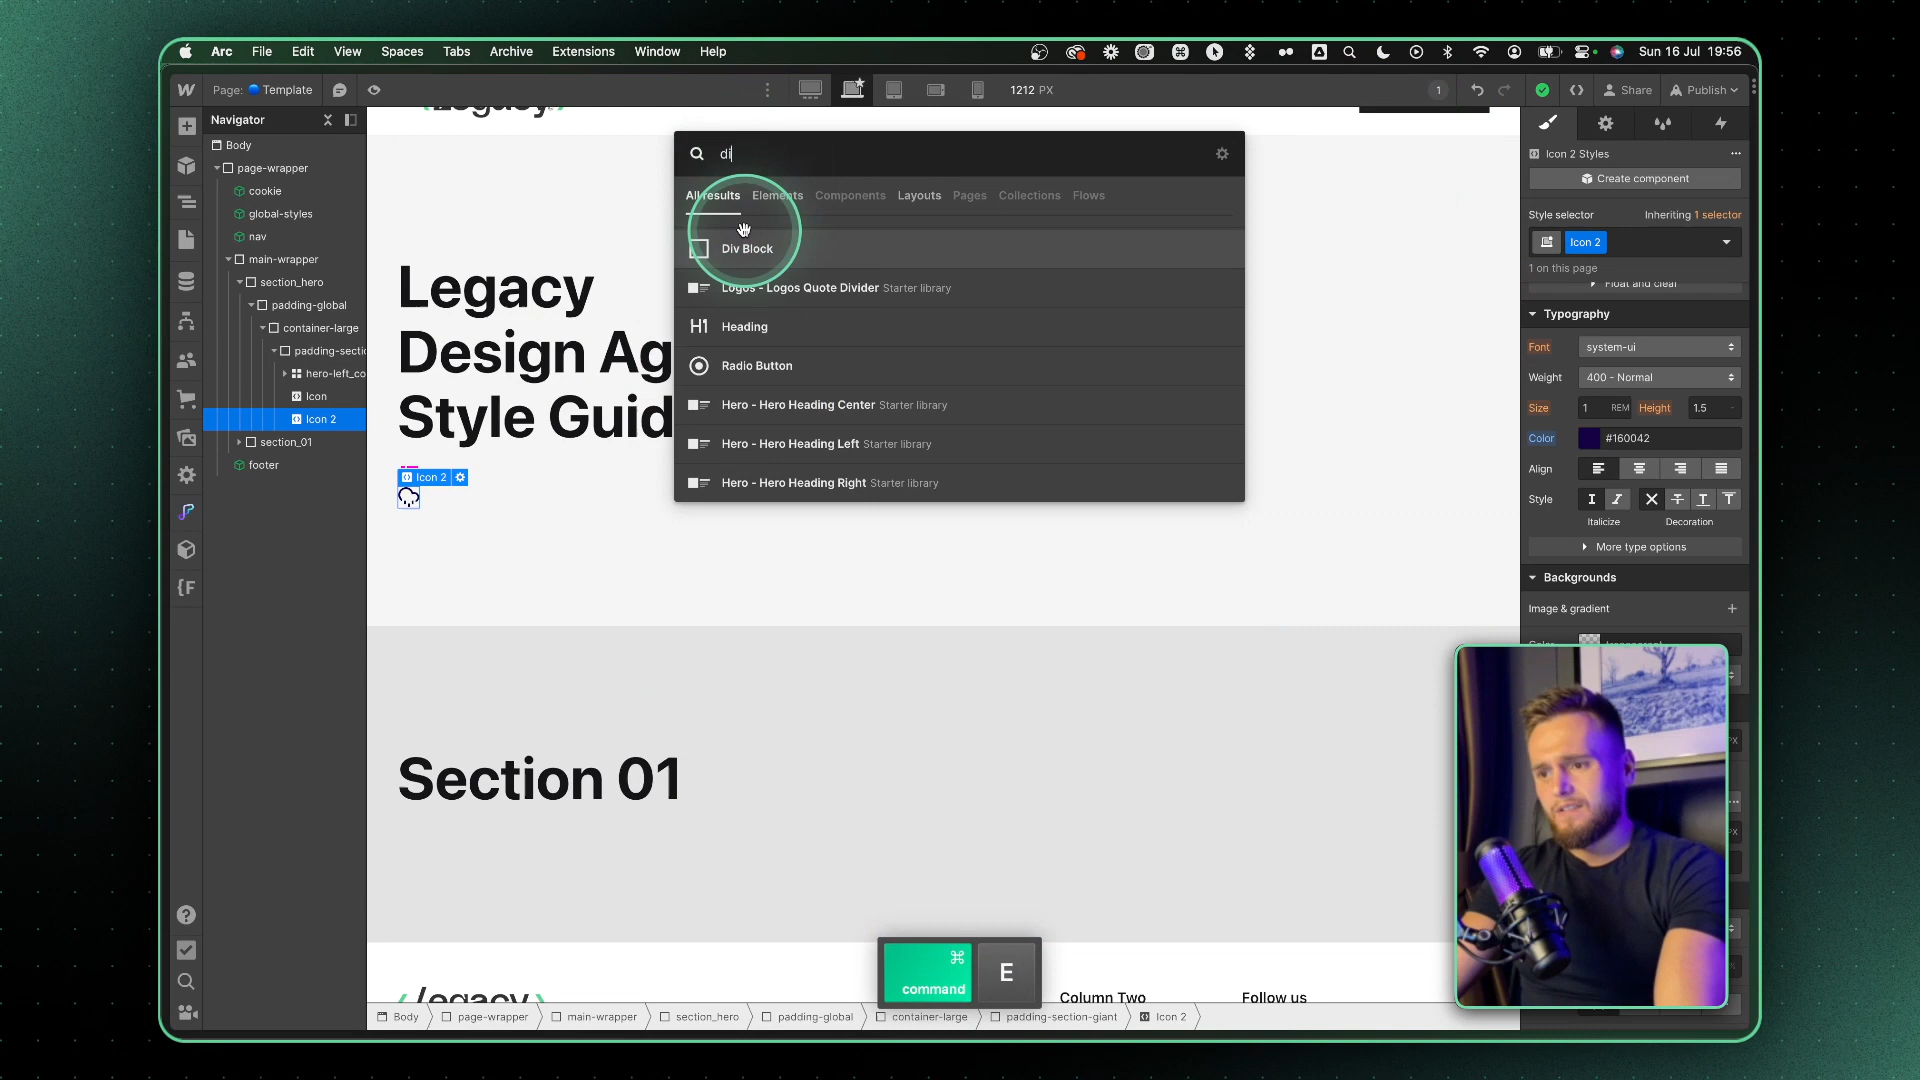 Arc File Edit View Spaces Tabs Archive Extensions Window Help Sun 16 Jul 19:56
Page: Template 1212 PX 1 Share Publish
Navigator
Body
page-wrapper
cookie
global-styles
nav
main-wrapper
section_hero
padding-global
container-large
padding-secti
hero-left_co
Icon
Icon 2
section_01
footer
Legacy
Design Ag
Style Guid
Icon 2
di
All results Elements Components Layouts Pages Collections Flows
Div Block
Logos - Logos Quote Divider Starter library
H1 Heading
Radio Button
Hero - Hero Heading Center Starter library
Hero - Hero Heading Left Starter library
Hero - Hero Heading Right Starter library
Section 01
Icon 2 Styles
Create component
Style selector Inheriting 1 selector
Icon 2
1 on this page
Float and clear
Typography
Font system-ui
Weight 400 - Normal
Size 1 REM Height 1.5 -
Color #160042
Align
Style
Italicize Decoration
More type options
Backgrounds
Image & gradient
PX
PX
command E
Column Two Follow us
Body page-wrapper main-wrapper section_hero padding-global container-large padding-section-giant Icon 2